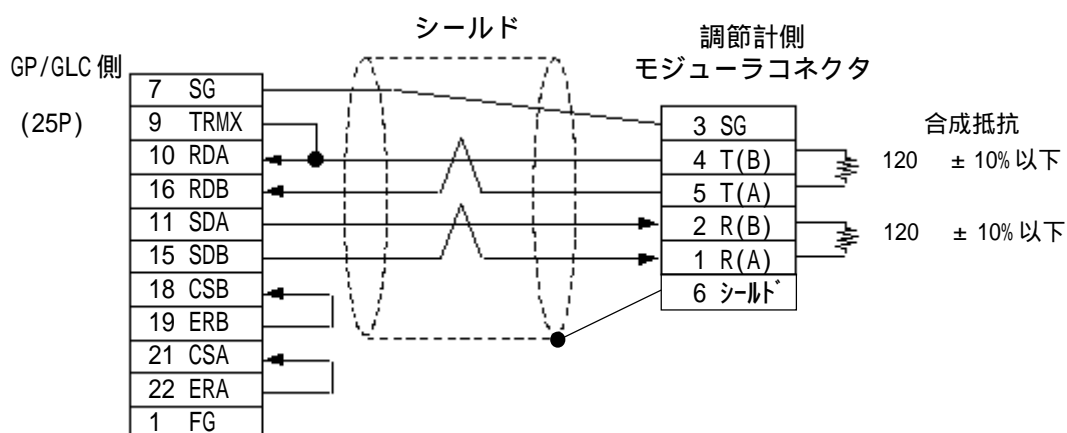 シールド
GP/GLC 側
(25P)
7 SG
9 TRMX
10 RDA
16 RDB
11 SDA
15 SDB
18 CSB
19 ERB
21 CSA
22 ERA
1 FG
調節計側
モジューラコネクタ
3 SG
4 T(B)
5 T(A)
2 R(B)
1 R(A)
6 ｼｰﾙﾄﾞ
合成抵抗
120 ± 10% 以下
120 ± 10% 以下